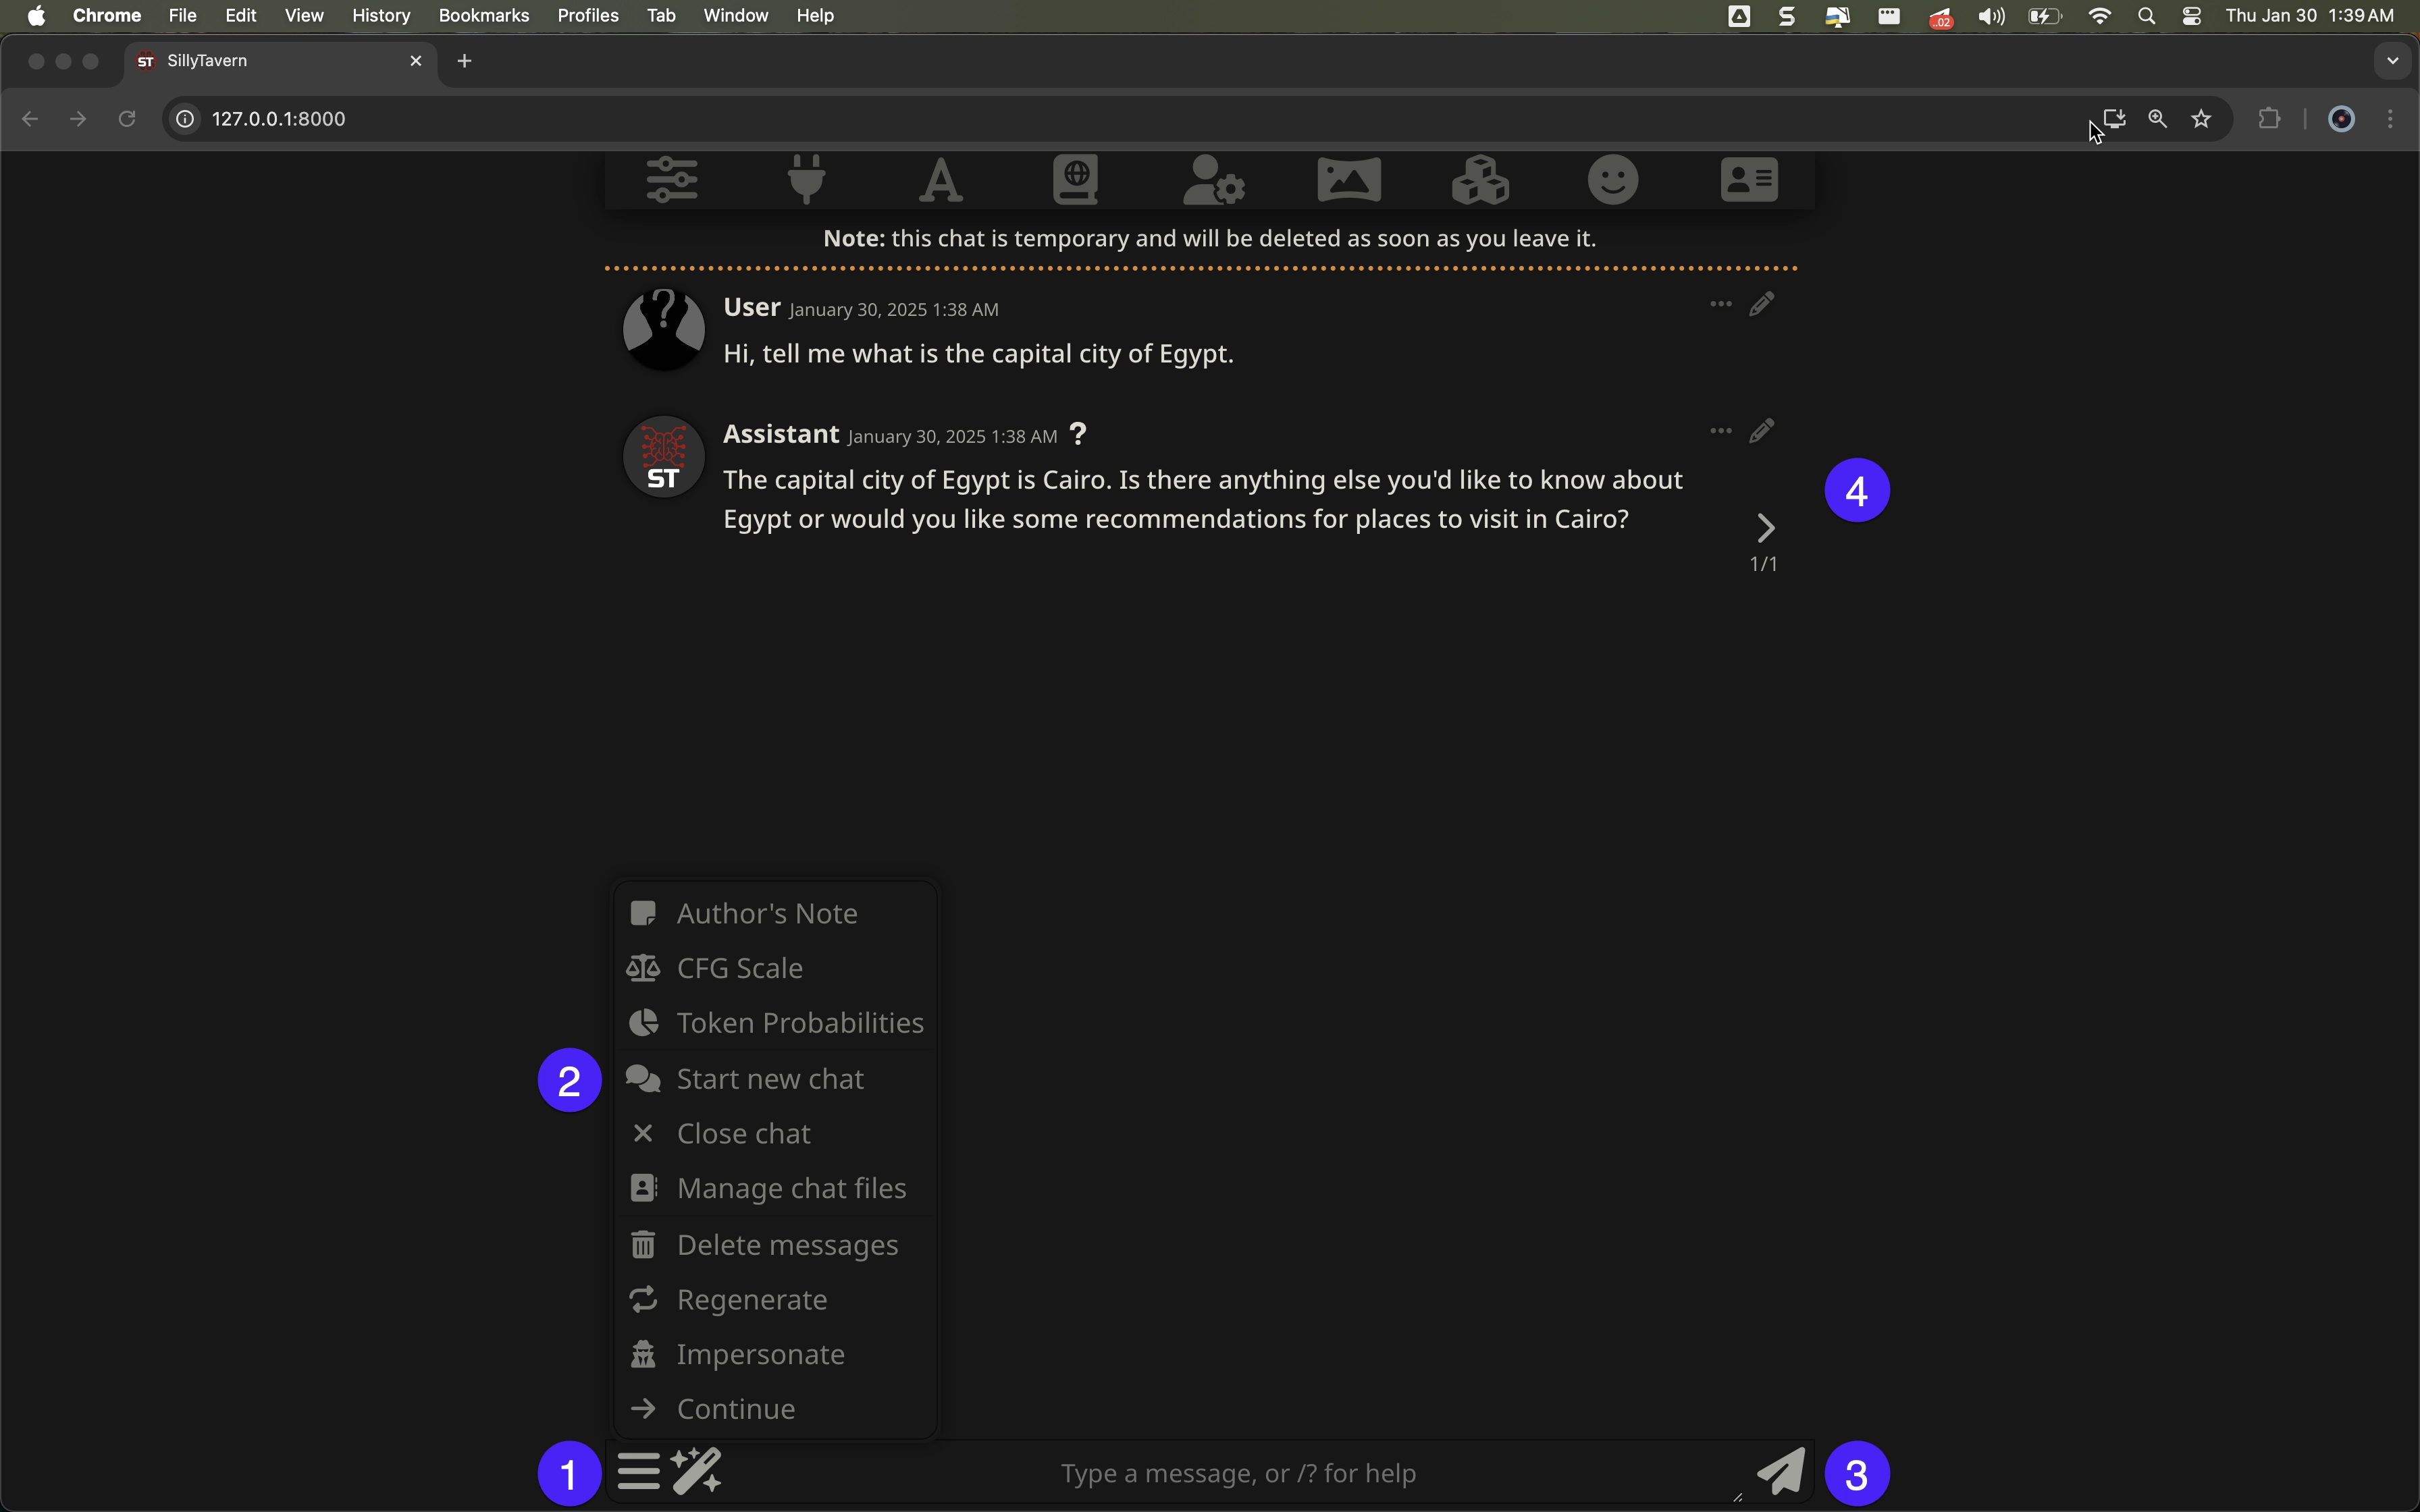 Chrome File Edit View History Bookmarks Profiles Tab Window Help ..02 Thu Jan 30 1:39 AM
ST SillyTavern
127.0.0.1:8000
Note: this chat is temporary and will be deleted as soon as you leave it.
User January 30, 2025 1:38 AM
Hi, tell me what is the capital city of Egypt.
Assistant January 30, 2025 1:38 AM ?
ST
The capital city of Egypt is Cairo. Is there anything else you'd like to know about
Egypt or would you like some recommendations for places to visit in Cairo?
4
1/1
Author's Note
CFG Scale
Token Probabilities
2 Start new chat
Close chat
Manage chat files
Delete messages
Regenerate
Impersonate
Continue
1 Type a message, or /? for help 3